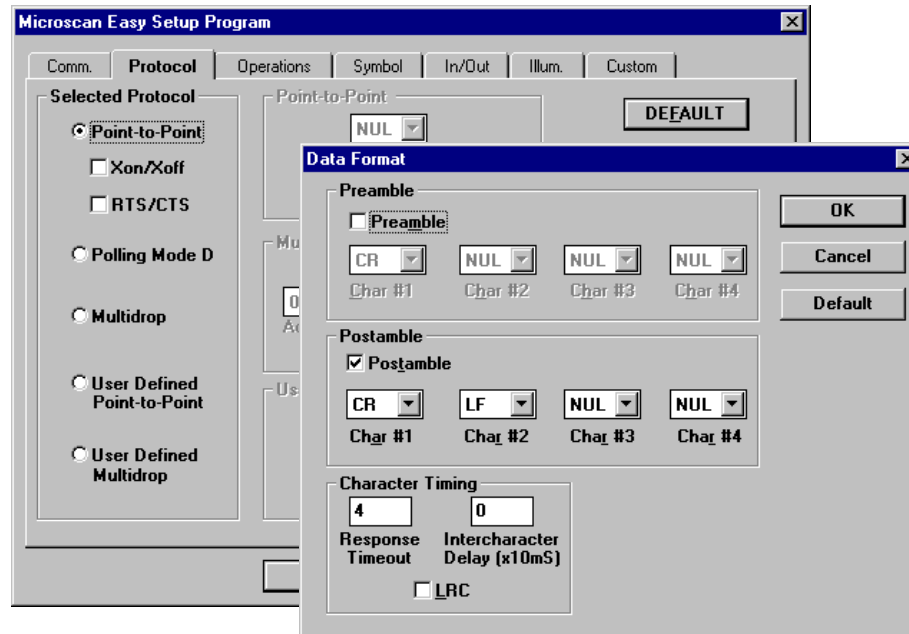 Microscan Easy Setup Program
Comm. Protocol Operations Symbol In/Out Illum. Custom
Selected Protocol
Point-to-Point
Xon/Xoff
RTS/CTS
Polling Mode D
Multidrop
User Defined
Point-to-Point
User Defined
Multidrop
Point-to-Point
NUL
DEFAULT
Mu
0
Us
Data Format
Preamble
Preamble
CR NUL NUL NUL
Char #1 Char #2 Char #3 Char #4
Postamble
Postamble
CR LF NUL NUL
Char #1 Char #2 Char #3 Char #4
Character Timing
4 0
Response Intercharacter
Timeout Delay (x10mS)
LRC
OK
Cancel
Default